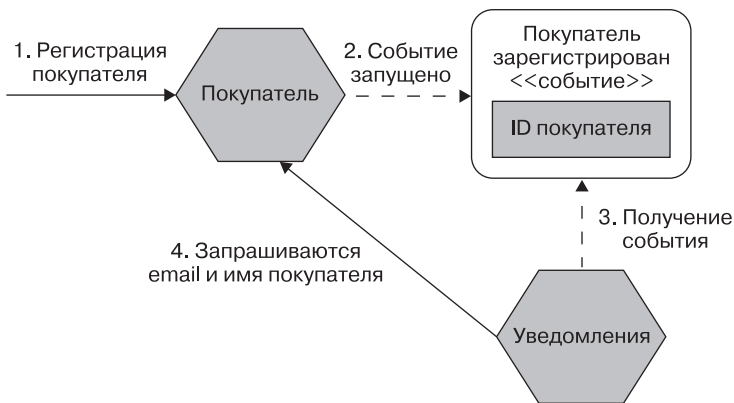 1. Регистрация
покупателя
Покупатель
2. Событие
запущено
Покупатель
зарегистрирован
<<событие>>
ID покупателя
3. Получение
события
4. Запрашиваются
email и имя покупателя
Уведомления